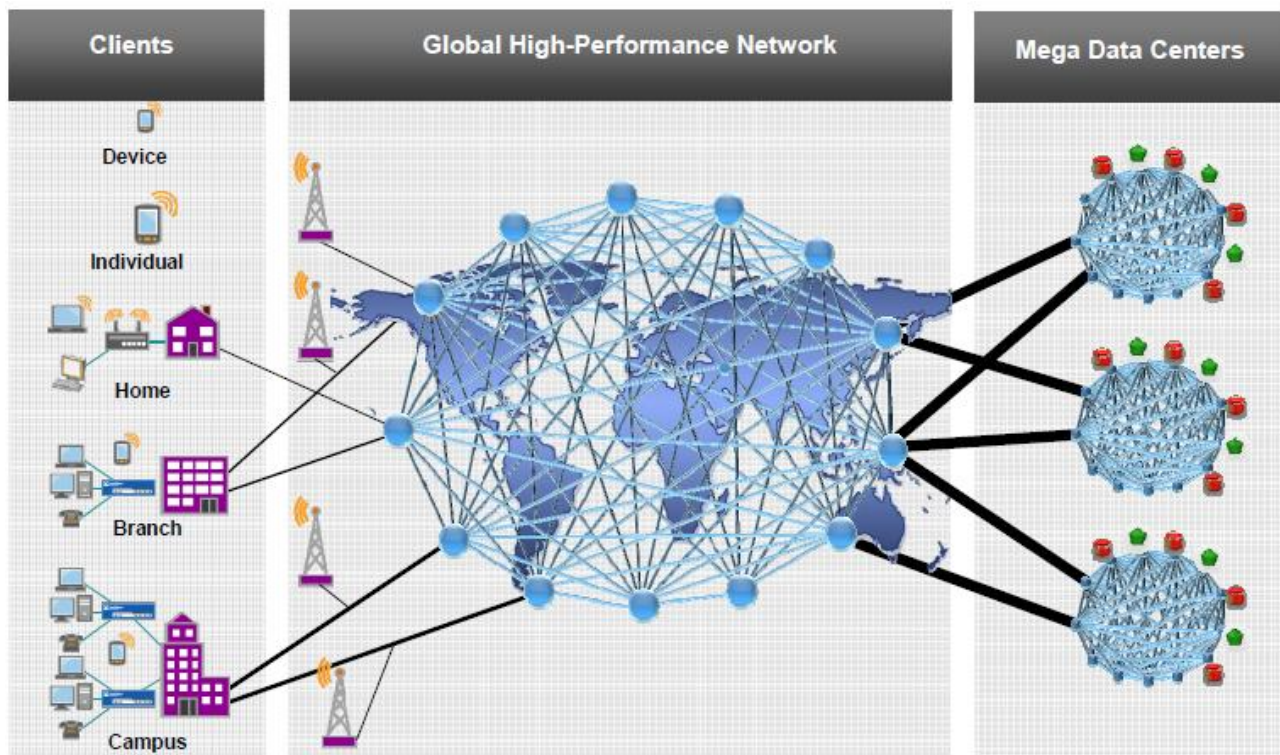 Clients
Global High-Performance Network
Mega Data Centers
Device
Individual
Home
Branch
Campus